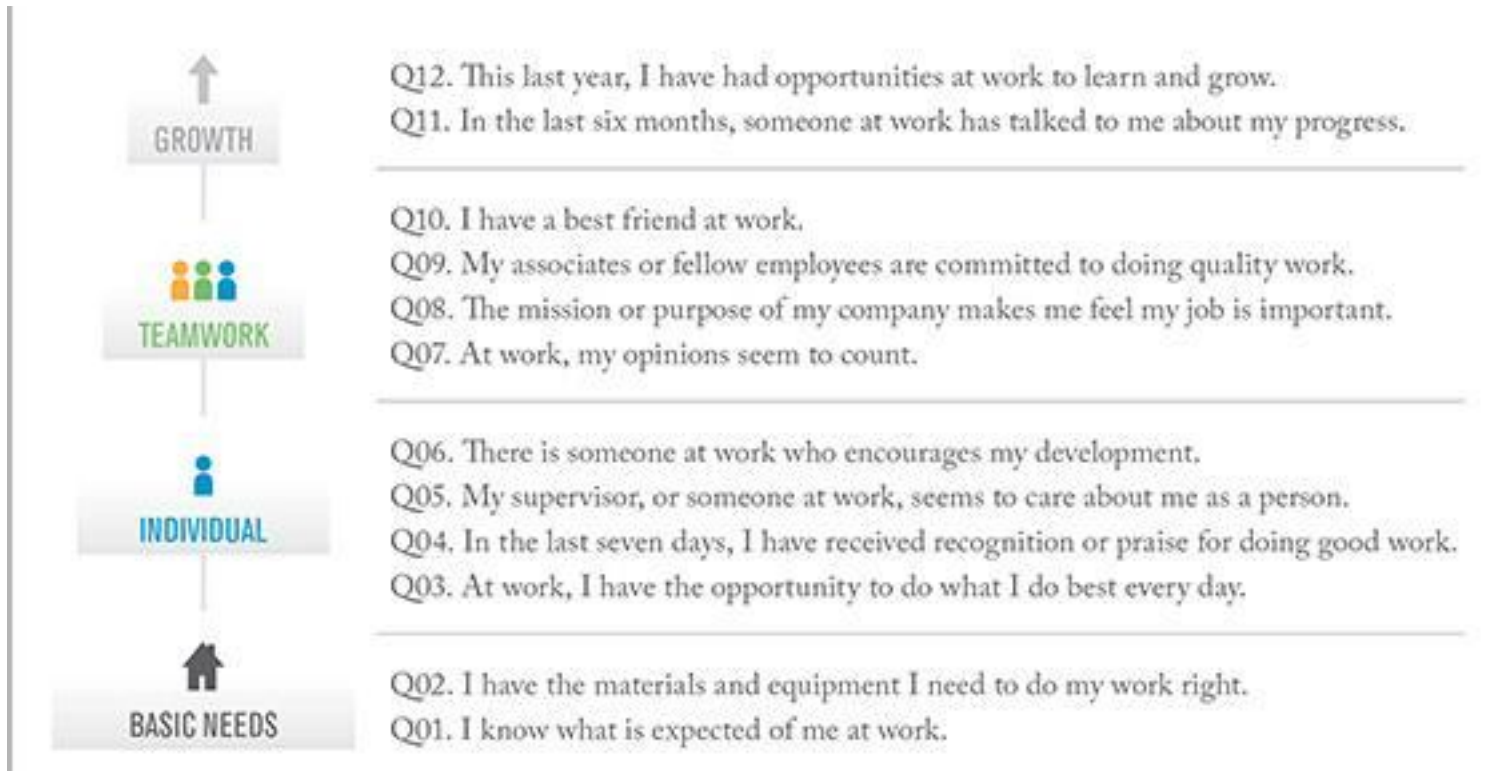 Q12. This last year, I have had opportunities at work to learn and grow.
Q11. In the last six months, someone at work has talked to me about my progress.
GROWTH
Q10. I have a best friend at work.
Q09. My associates or fellow employees are committed to doing quality work.
Q08. The mission or purpose of my company makes me feel my job is important.
TEAMWORK
Q07. At work, my opinions seem to count.
Q06. There is someone at work who encourages my development.
Q05. My supervisor, or someone at work, seems to care about me as a person.
INDIVIDUAL
Q04. In the last seven days, I have received recognition or praise for doing good work.
Q03. At work, I have the opportunity to do what I do best every day.
Q02. I have the materials and equipment I need to do my work right.
BASIC NEEDS
Q01. I know what is expected of me at work.